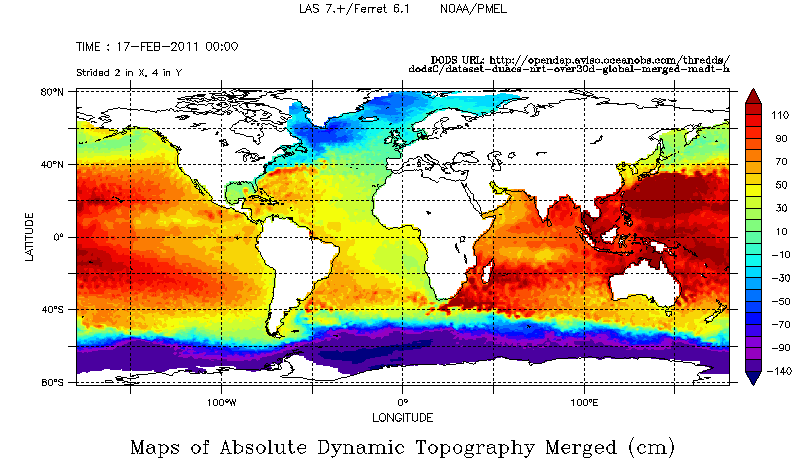 LAS 7.+/Ferret 6.1 NOAA/PMEL
TIME : 17-FEB-2011 00:00
DODS URL: http://opendap.aviso.oceanobs.com/thredds/
Strided 2 in X, 4 in Y
dodsC/dataset-duacs-nrt-over30d-global-merged-madt-h
80°N
40°N
0°
40°S
80°S
LATITUDE
100°W 0° 100°E
LONGITUDE
110
90
70
50
30
10
-10
-30
-50
-70
-90
-140
Maps of Absolute Dynamic Topography Merged (cm)